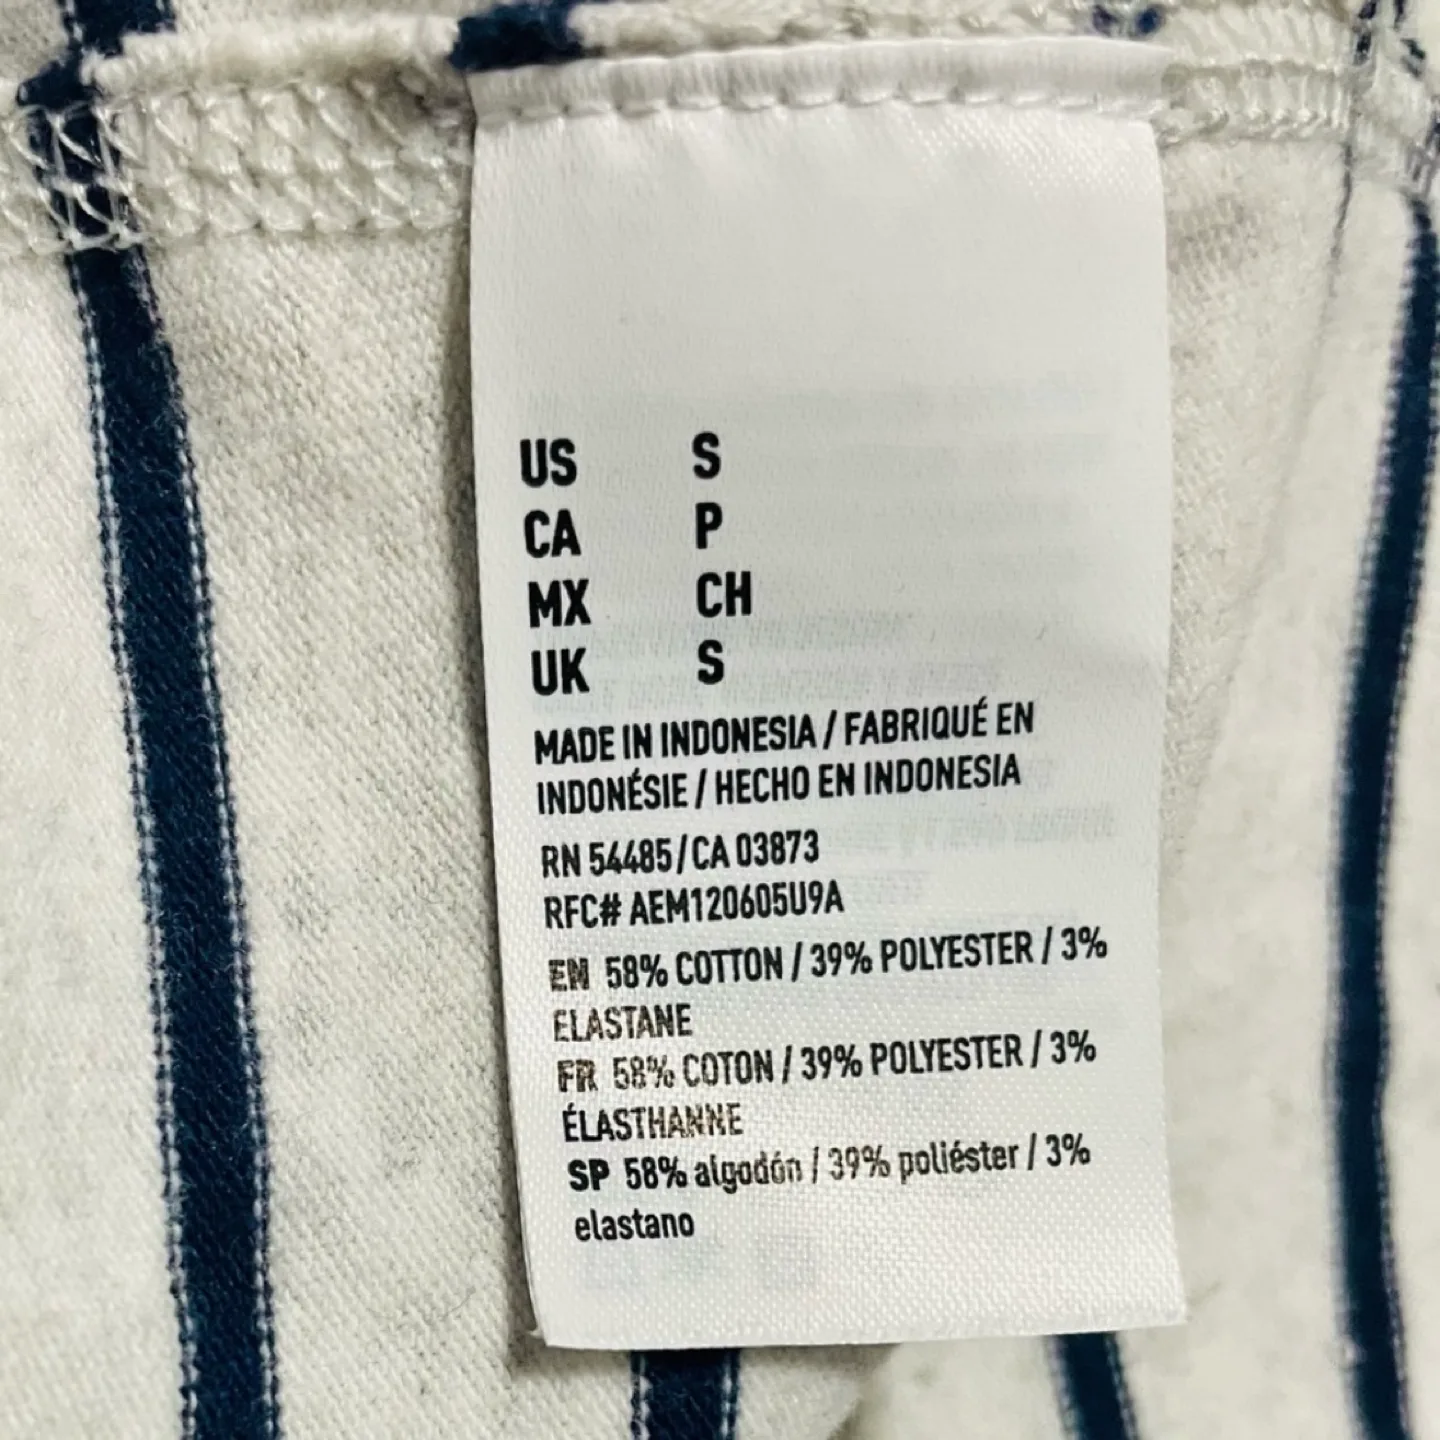 US S
CA P
MX CH
UK S
MADE IN INDONESIA / FABRIQUÉ EN
INDONÉSIE / HECHO EN INDONESIA
RN 54485 / CA 03873
RFC# AEM120605U9A
EN 58% COTTON / 39% POLYESTER / 3%
ELASTANE
FR 58% COTON / 39% POLYESTER / 3%
ÉLASTHANNE
SP 58% algodón / 39% poliéster / 3%
elastano